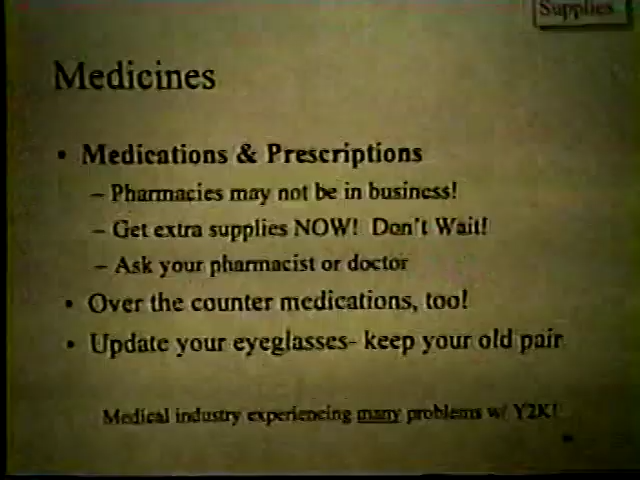 Supplies
Medicines
• Medications & Prescriptions
– Pharmacies may not be in business!
– Get extra supplies NOW! Don't Wait!
– Ask your pharmacist or doctor
• Over the counter medications, too!
• Update your eyeglasses- keep your old pair
Medical industry experiencing many problems w/ Y2K!